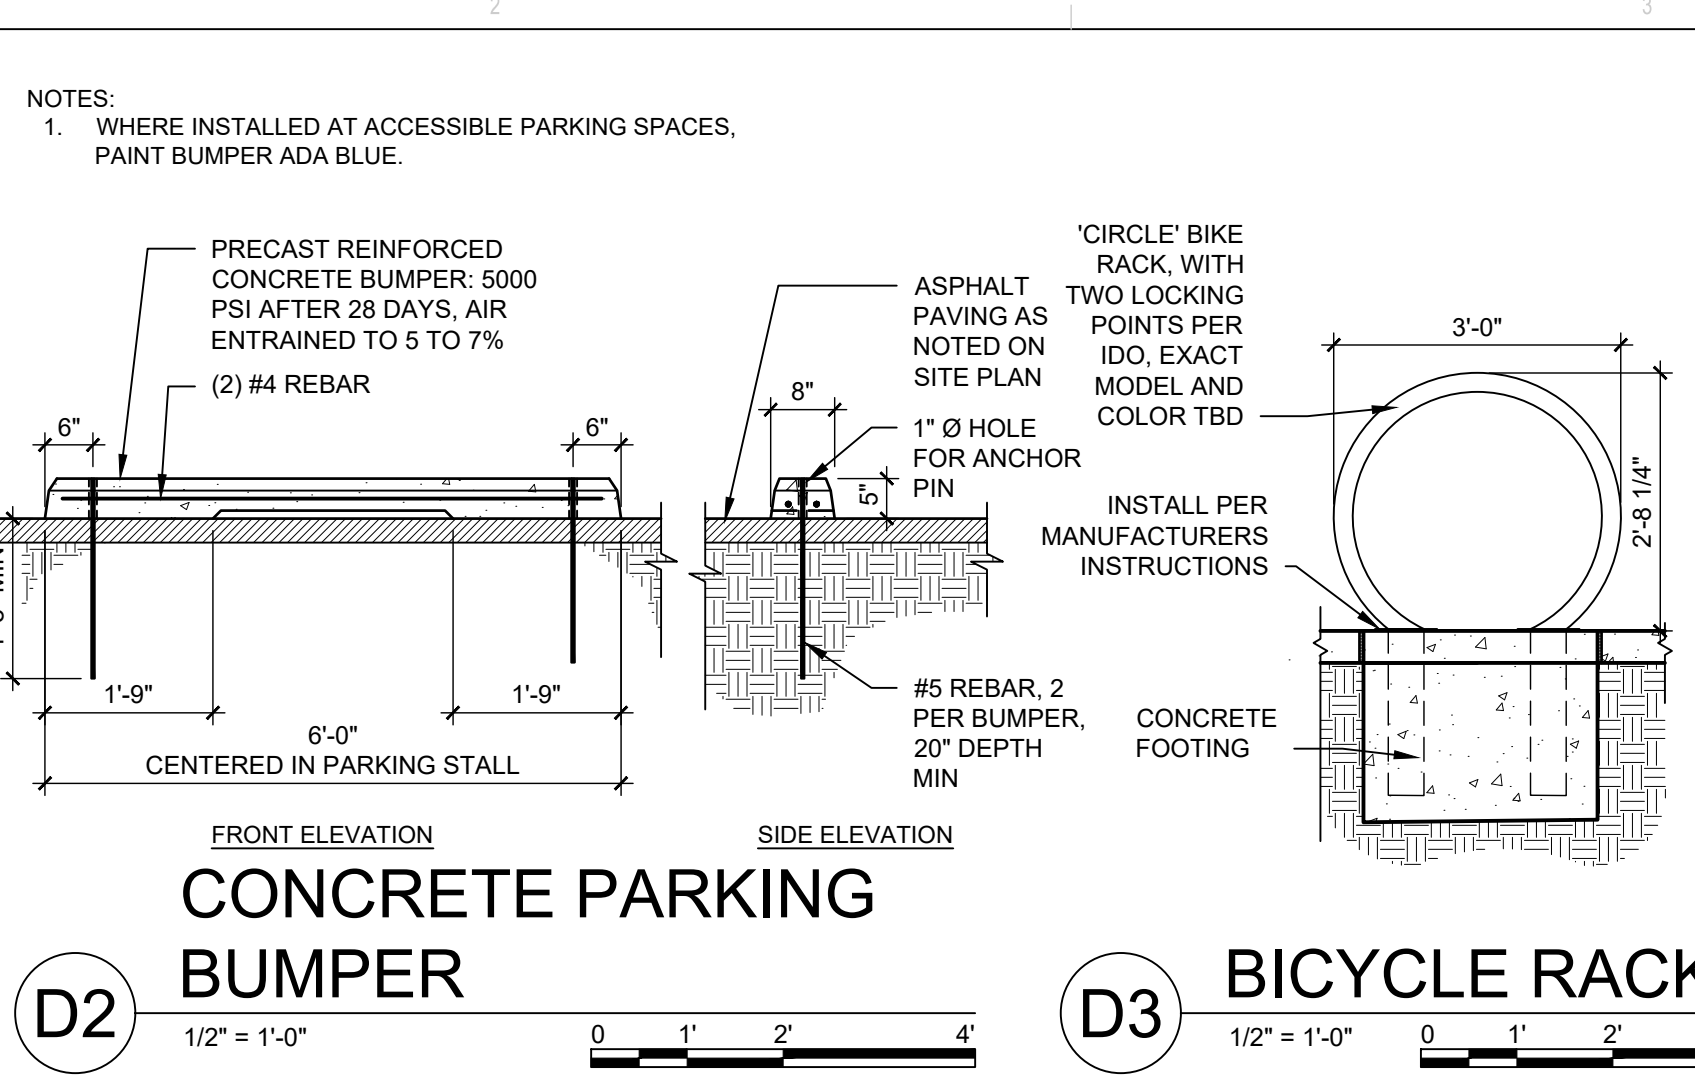 2
3
NOTES:
1. WHERE INSTALLED AT ACCESSIBLE PARKING SPACES,
PAINT BUMPER ADA BLUE.
PRECAST REINFORCED
CONCRETE BUMPER: 5000
PSI AFTER 28 DAYS, AIR
ENTRAINED TO 5 TO 7%
(2) #4 REBAR
6"
6"
1'-9"
1'-9"
6'-0"
CENTERED IN PARKING STALL
FRONT ELEVATION
ASPHALT
PAVING AS
NOTED ON
SITE PLAN
8"
1" Ø HOLE
FOR ANCHOR
PIN
5"
#5 REBAR, 2
PER BUMPER,
20" DEPTH
MIN
SIDE ELEVATION
CONCRETE PARKING
BUMPER
D2
1/2" = 1'-0"
0 1' 2' 4'
'CIRCLE' BIKE
RACK, WITH
TWO LOCKING
POINTS PER
IDO, EXACT
MODEL AND
COLOR TBD
3'-0"
2'-8 1/4"
INSTALL PER
MANUFACTURERS
INSTRUCTIONS
CONCRETE
FOOTING
BICYCLE RACK
D3
1/2" = 1'-0"
0 1' 2'